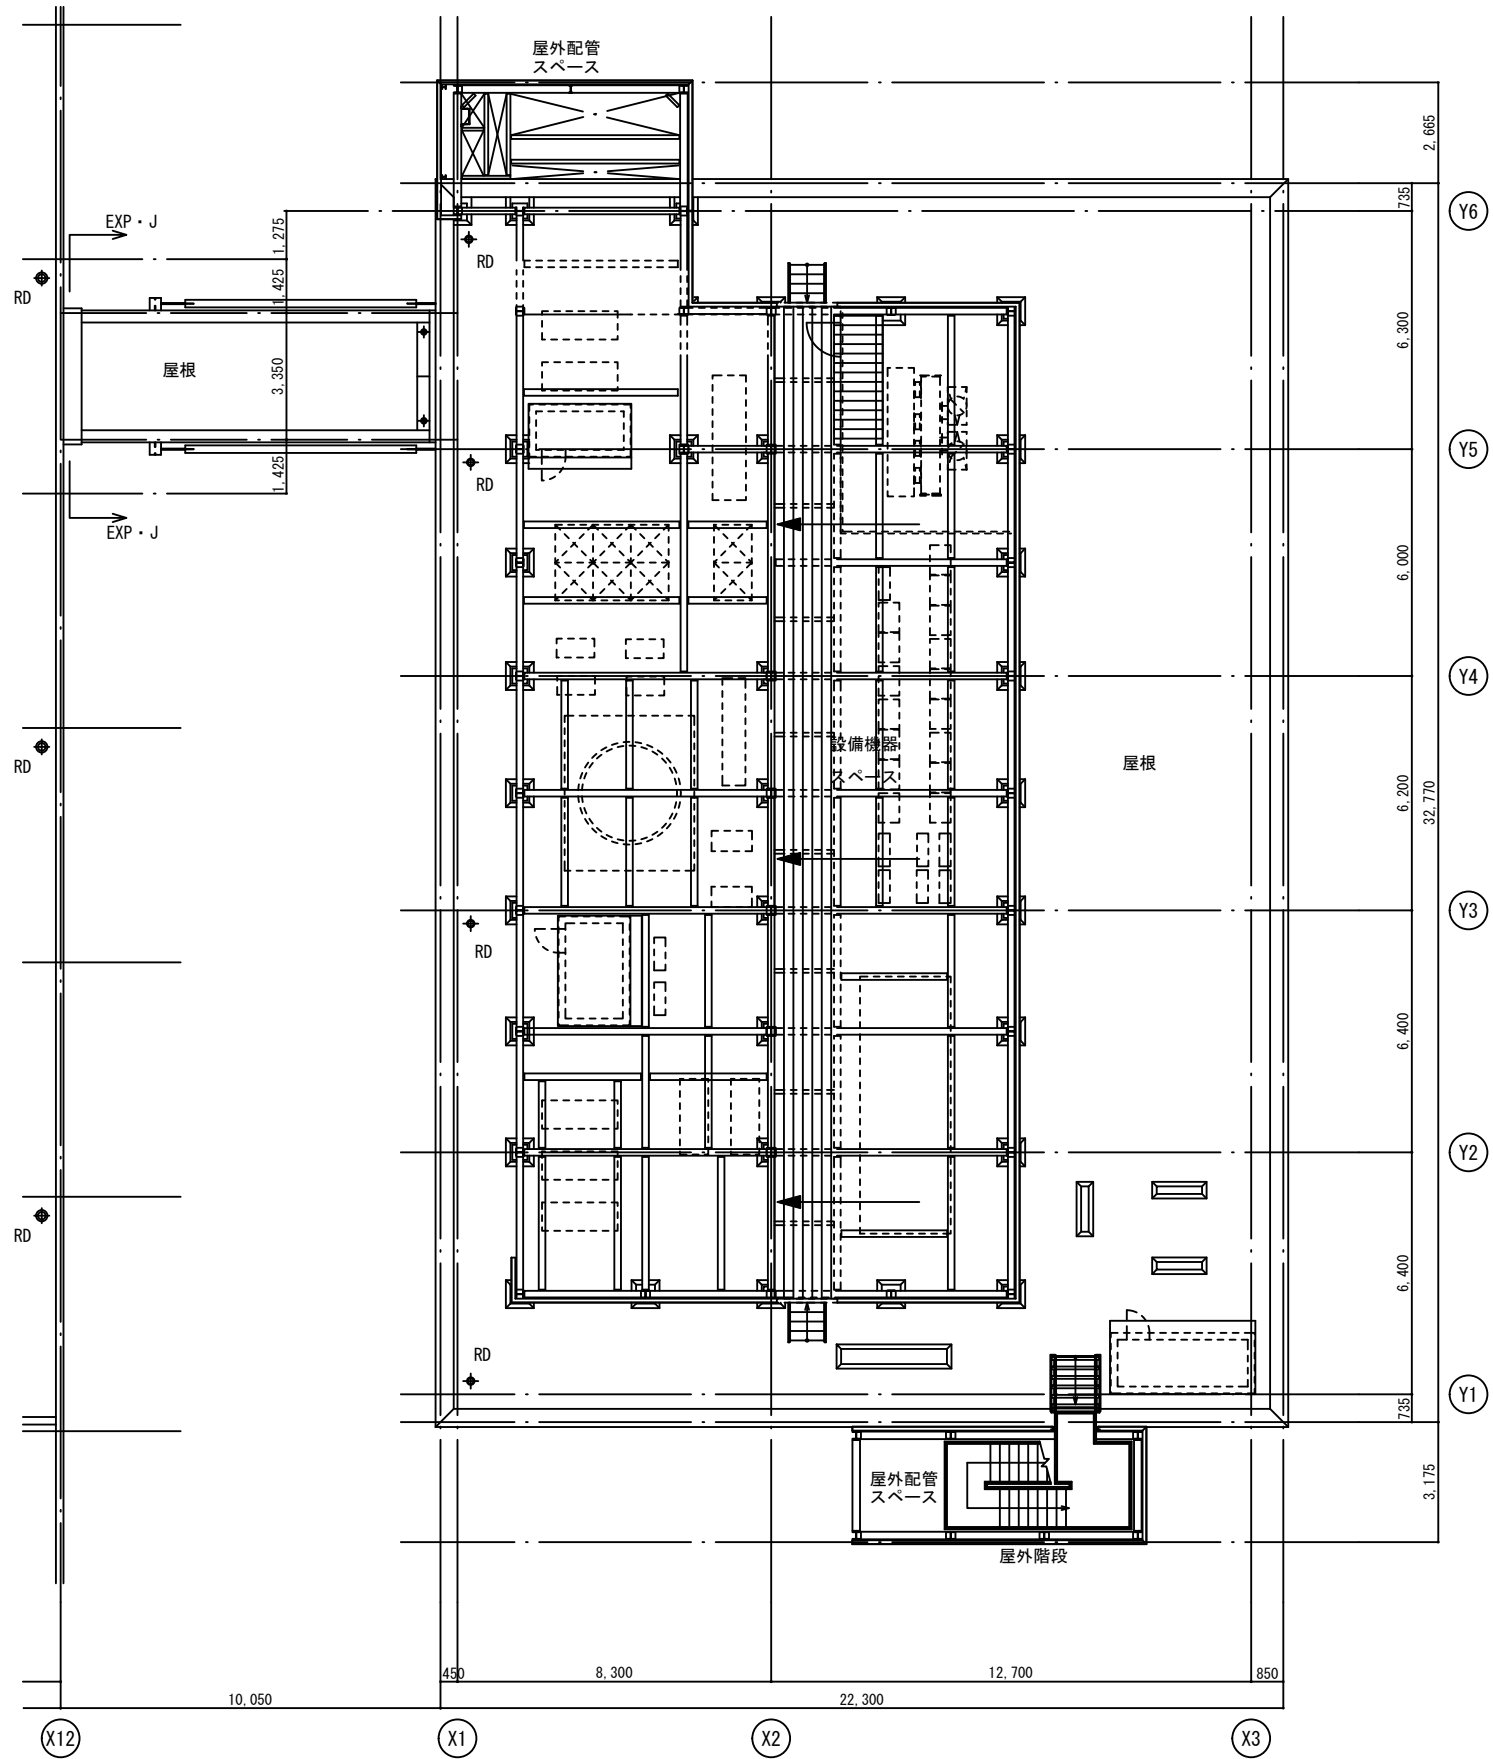 屋外配管
スペース
2,665
735
Y6
EXP・J
1,275
RD
RD
1,425
6,300
屋根
3,350
Y5
RD
1,425
EXP・J
6,000
Y4
設備機器
スペース
屋根
RD
6,200
32,770
Y3
RD
6,400
Y2
RD
6,400
RD
Y1
735
屋外配管
スペース
3,175
屋外階段
450
8,300
12,700
850
10,050
22,300
X12
X1
X2
X3